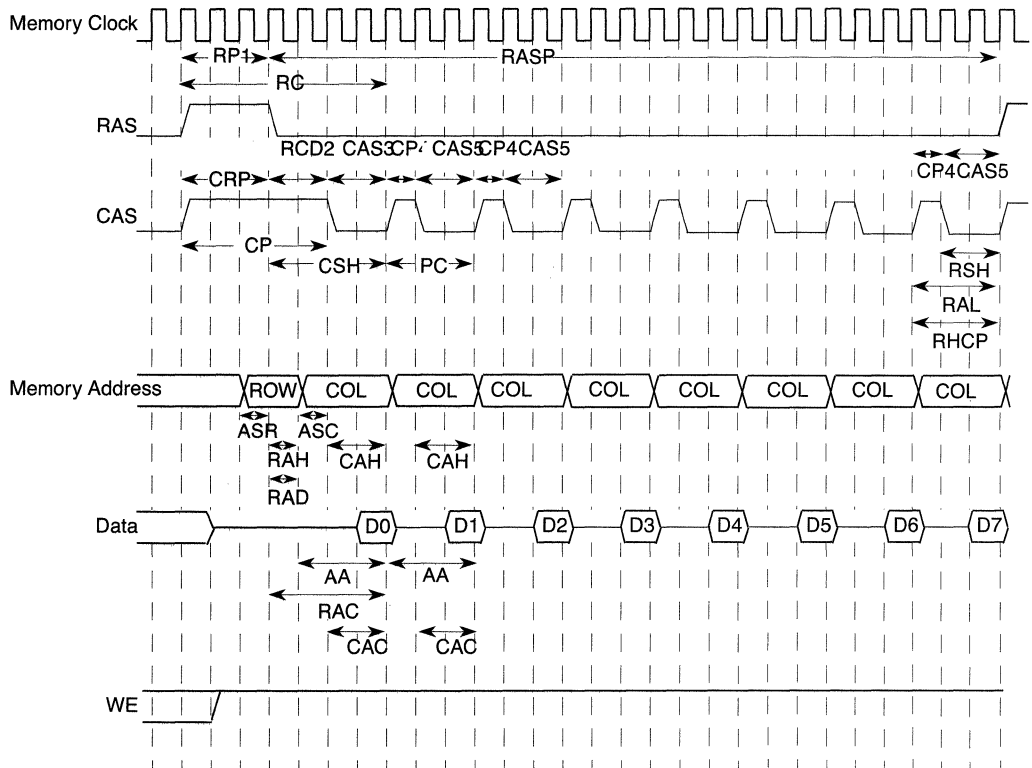 Memory Clock
RP1 RASP
RC
RAS
RCD2 CAS3 CP4 CAS5 CP4 CAS5
CP4 CAS5
CRP
CAS
CP
CSH PC
RSH
RAL
RHCP
Memory Address ROW COL COL COL COL COL COL COL COL
ASR ASC
RAH CAH CAH
RAD
Data D0 D1 D2 D3 D4 D5 D6 D7
AA AA
RAC
CAC CAC
WE